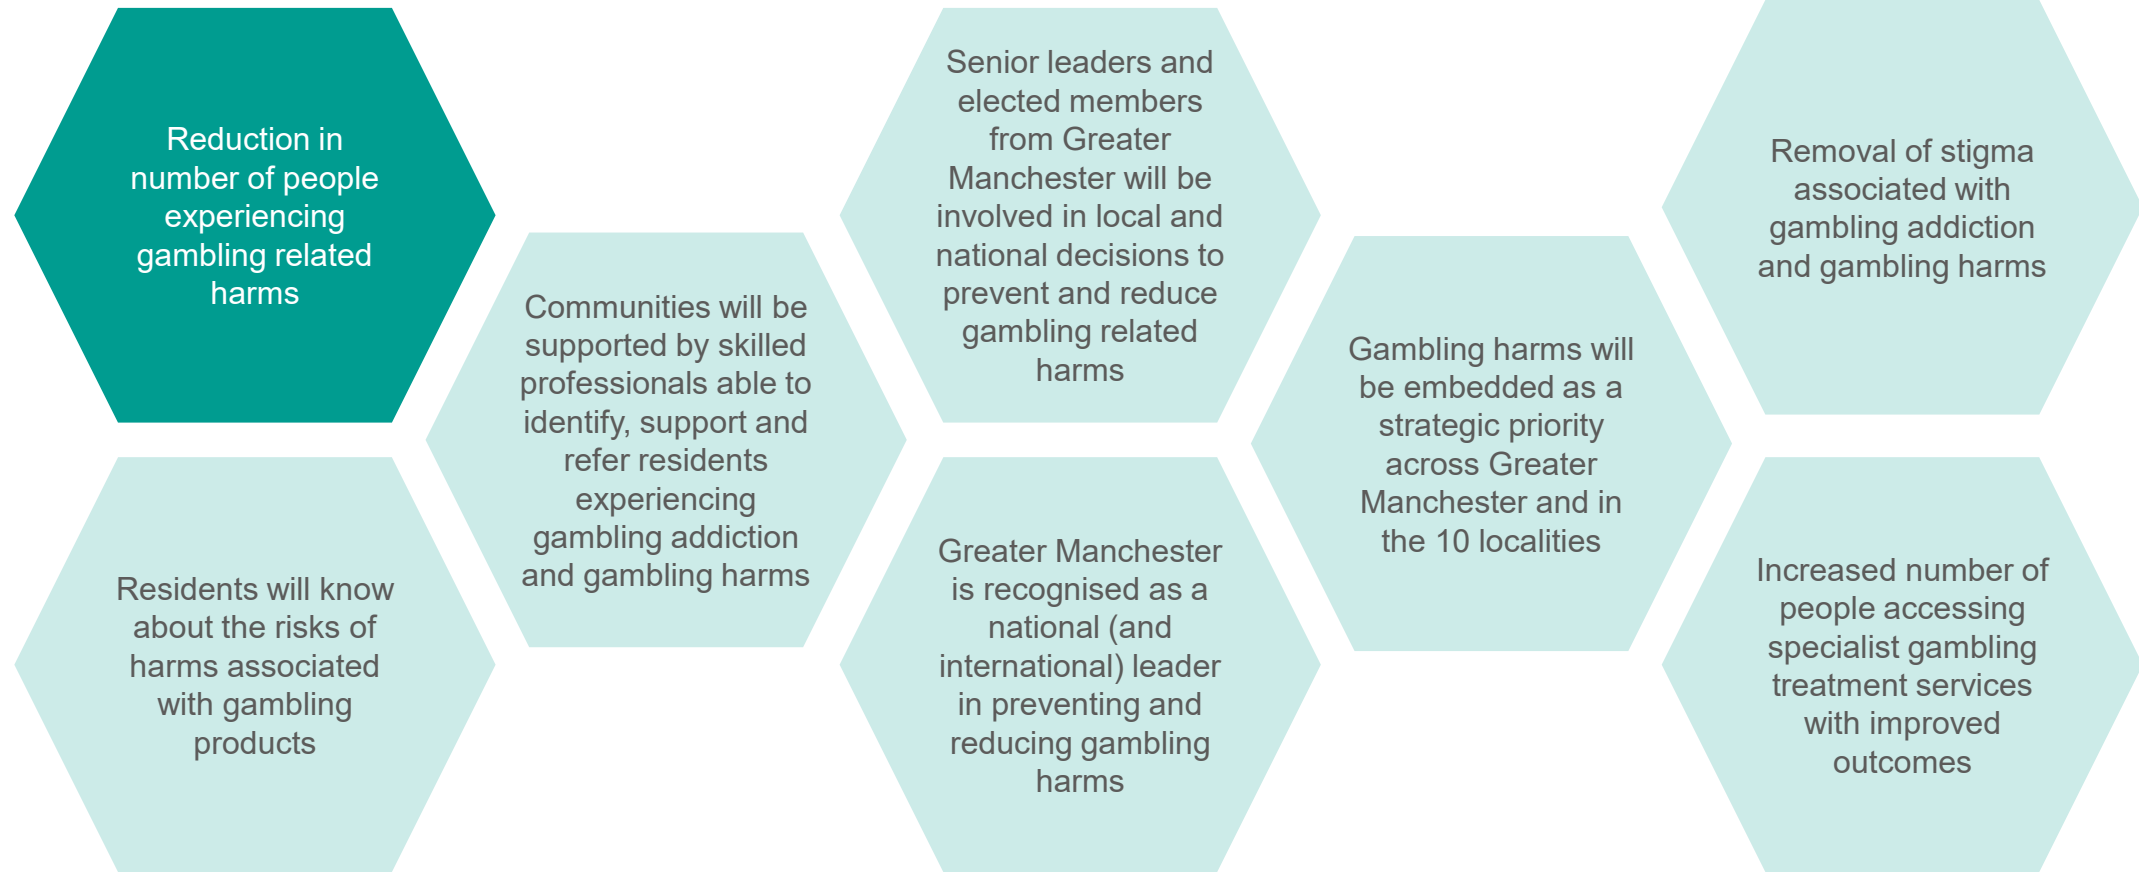 Reduction in
number of people
experiencing
gambling related
harms
Residents will know
about the risks of
harms associated
with gambling
products
Communities will be
supported by skilled
professionals able to
identify, support and
refer residents
experiencing
gambling addiction
and gambling harms
Senior leaders and
elected members
from Greater
Manchester will be
involved in local and
national decisions to
prevent and reduce
gambling related
harms
Greater Manchester
is recognised as a
national (and
international) leader
in preventing and
reducing gambling
harms
Gambling harms will
be embedded as a
strategic priority
across Greater
Manchester and in
the 10 localities
Removal of stigma
associated with
gambling addiction
and gambling harms
Increased number of
people accessing
specialist gambling
treatment services
with improved
outcomes